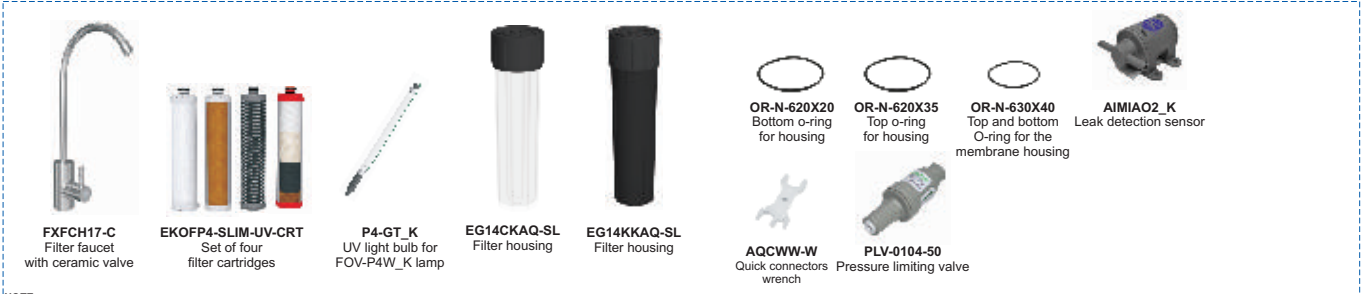 FXFCH17-C
Filter faucet
with ceramic valve
EKOFP4-SLIM-UV-CRT
Set of four
filter cartridges
P4-GT_K
UV light bulb for
FOV-P4W_K lamp
EG14CKAQ-SL
Filter housing
EG14KKAQ-SL
Filter housing
OR-N-620X20
Bottom o-ring
for housing
OR-N-620X35
Top o-ring
for housing
OR-N-630X40
Top and bottom
O-ring for the
membrane housing
AIMIAO2_K
Leak detection sensor
AQCWW-W
Quick connectors
wrench
PLV-0104-50
Pressure limiting valve